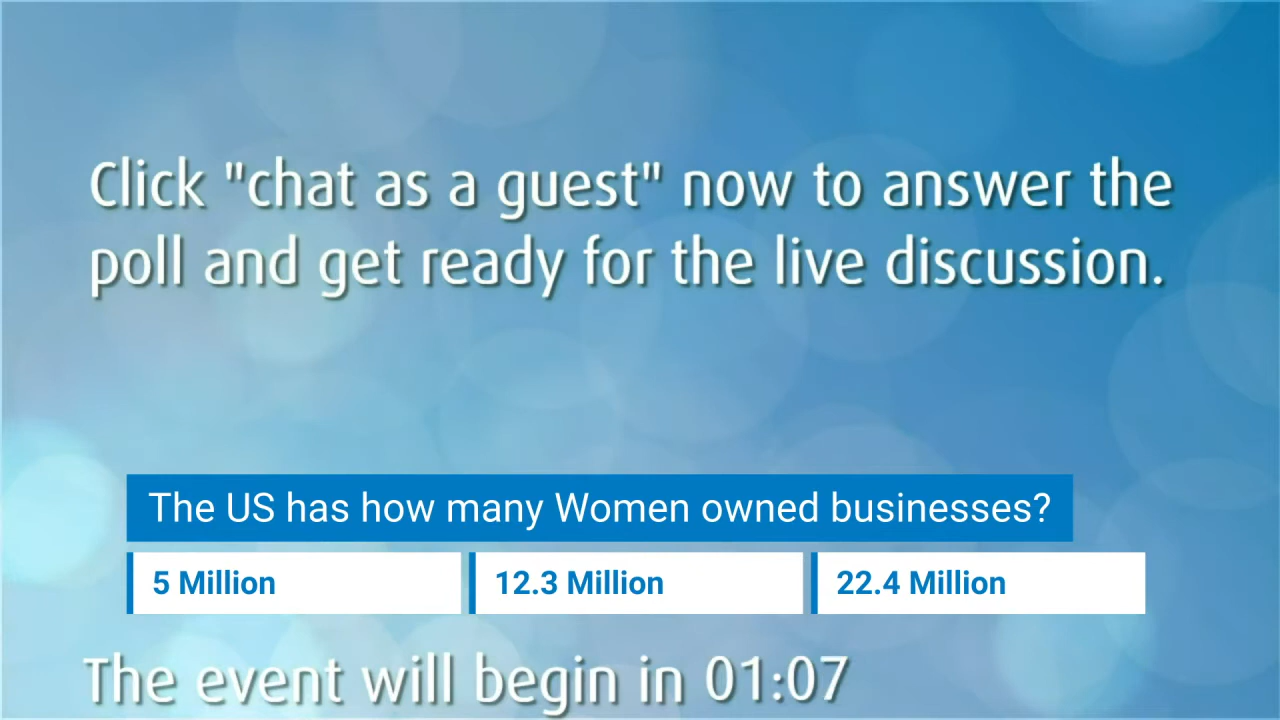 Click "chat as a guest" now to answer the
poll and get ready for the live discussion.
The US has how many Women owned businesses?
5 Million
12.3 Million
22.4 Million
The event will begin in 01:07